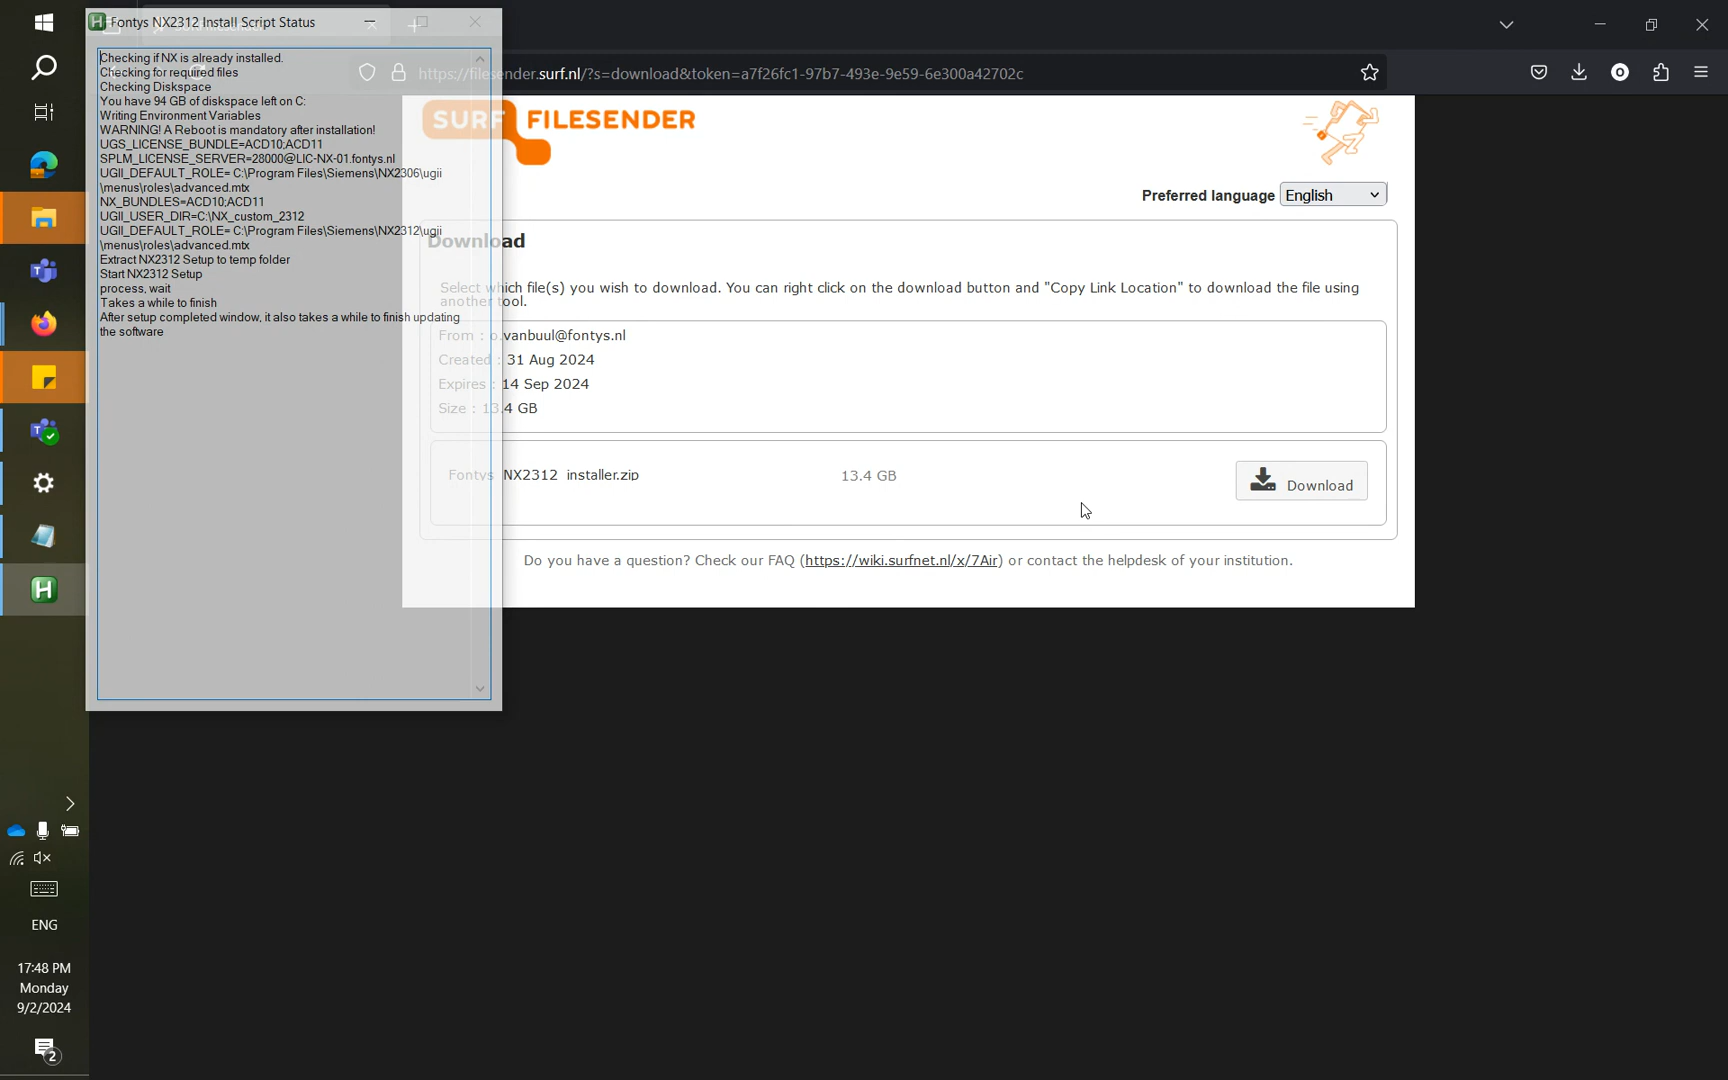 Fontys NX2312 Install Script Status
Checking if NX is already installed.
Checking for required files
Checking Diskspace
You have 94 GB of diskspace left on C:
Writing Environment Variables
WARNING! A Reboot is mandatory after installation!
UGS_LICENSE_BUNDLE=ACD10;ACD11
SPLM_LICENSE_SERVER=28000@LIC-NX-01.fontys.nl
UGII_DEFAULT_ROLE= C:\Program Files\Siemens\NX2306\ugii
\menus\roles\advanced.mtx
NX_BUNDLES=ACD10;ACD11
UGII_USER_DIR=C:\NX_custom_2312
UGII_DEFAULT_ROLE= C:\Program Files\Siemens\NX2312\ugii
\menus\roles\advanced.mtx
Extract NX2312 Setup to temp folder
Start NX2312 Setup
process, wait
Takes a while to finish
After setup completed window, it also takes a while to finish updating
the software
https://filesender.surf.nl/?s=download&token=a7f26fc1-97b7-493e-9e59-6e300a42702c
SURF FILESENDER
Preferred language English
Download
Select which file(s) you wish to download. You can right click on the download button and "Copy Link Location" to download the file using
another tool.
From : o.vanbuul@fontys.nl
Created : 31 Aug 2024
Expires : 14 Sep 2024
Size : 13.4 GB
Fontys_NX2312_installer.zip 13.4 GB Download
Do you have a question? Check our FAQ (https://wiki.surfnet.nl/x/7Air) or contact the helpdesk of your institution.
ENG
17:48 PM
Monday
9/2/2024
2